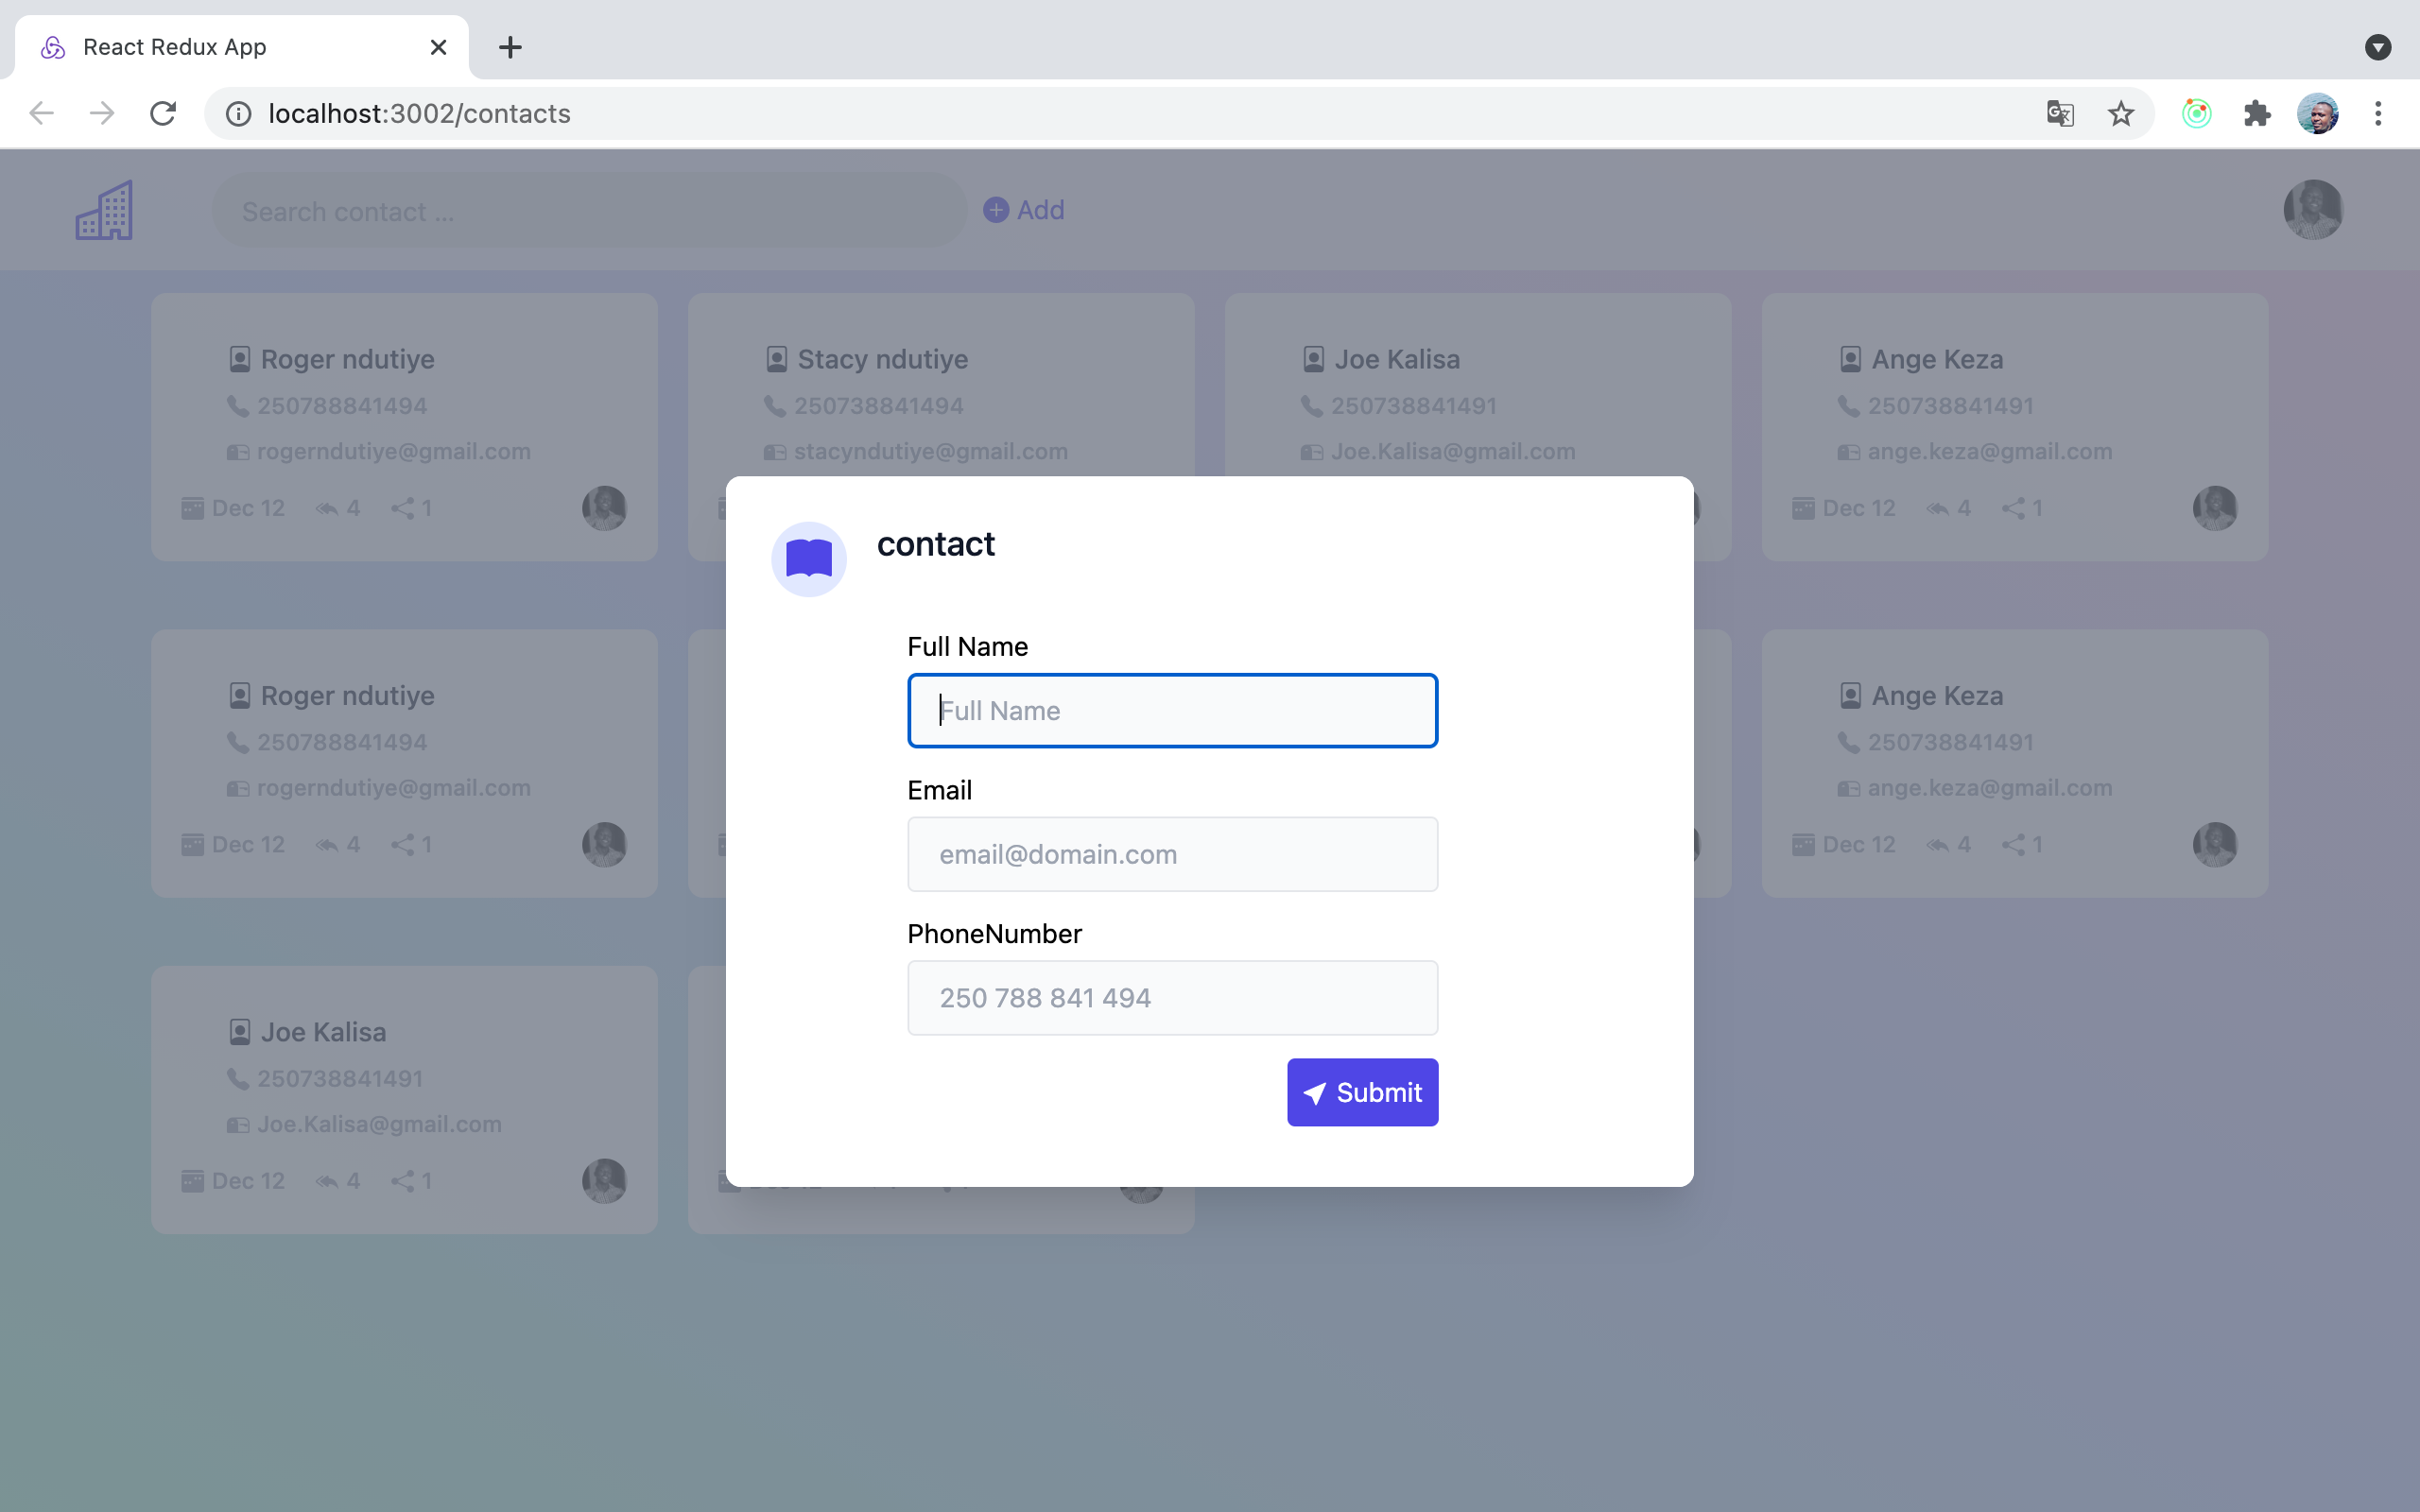 React Redux App
localhost:3002/contacts
Search contact ...
Add
Roger ndutiye
250788841494
rogerndutiye@gmail.com
Dec 12 4 1
Stacy ndutiye
250738841494
stacyndutiye@gmail.com
Joe Kalisa
250738841491
Joe.Kalisa@gmail.com
Ange Keza
250738841491
ange.keza@gmail.com
Dec 12 4 1
contact
Full Name
Full Name
Email
email@domain.com
PhoneNumber
250 788 841 494
Submit
Roger ndutiye
250788841494
rogerndutiye@gmail.com
Dec 12 4 1
Ange Keza
250738841491
ange.keza@gmail.com
Dec 12 4 1
Joe Kalisa
250738841491
Joe.Kalisa@gmail.com
Dec 12 4 1